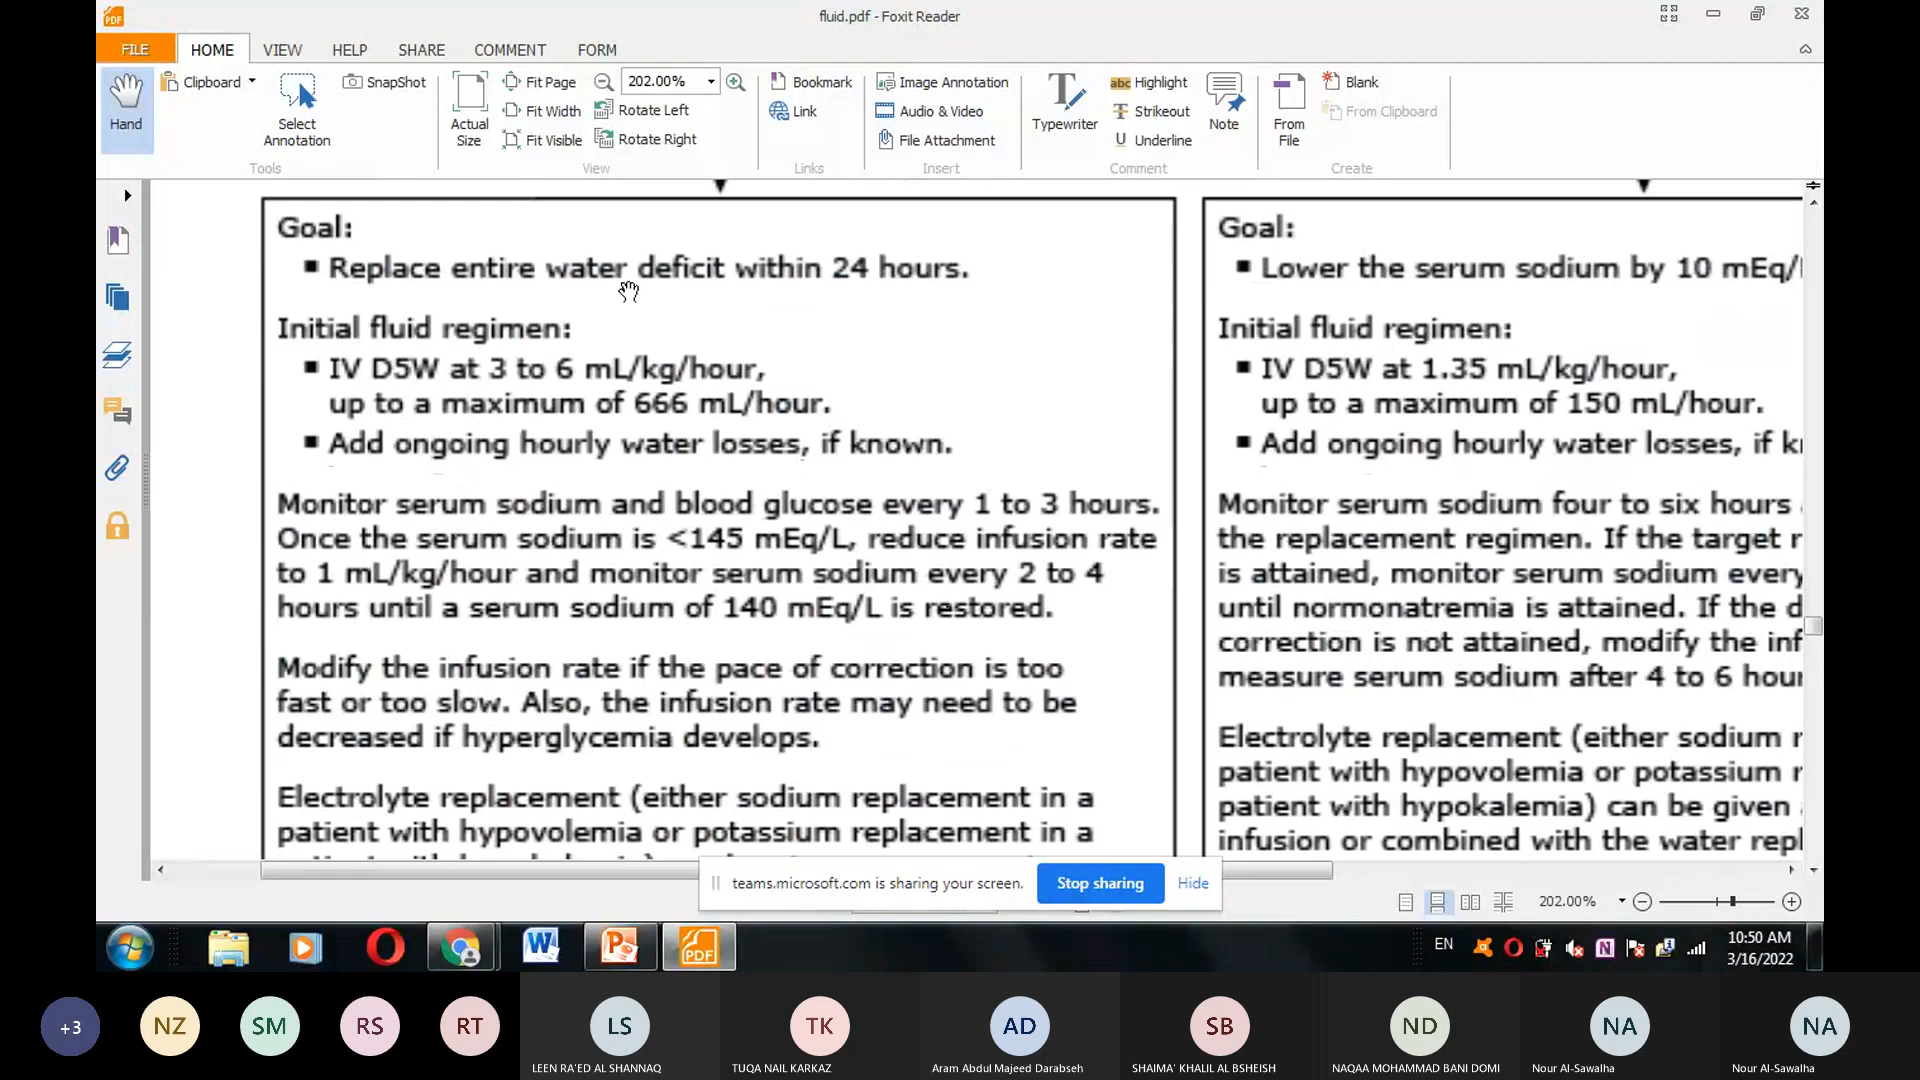 fluid.pdf - Foxit Reader
FILE
HOME
VIEW
HELP
SHARE
COMMENT
FORM
Hand
Clipboard
Select
Annotation
SnapShot
Tools
Actual
Size
Fit Page
Fit Width
Fit Visible
202.00%
Rotate Left
Rotate Right
View
Bookmark
Link
Links
Image Annotation
Audio & Video
File Attachment
Insert
Typewriter
abc Highlight
Strikeout
U Underline
Note
Comment
From
File
Blank
From Clipboard
Create
Goal:
▪ Replace entire water deficit within 24 hours.
Initial fluid regimen:
▪ IV D5W at 3 to 6 mL/kg/hour,
up to a maximum of 666 mL/hour.
▪ Add ongoing hourly water losses, if known.
Monitor serum sodium and blood glucose every 1 to 3 hours.
Once the serum sodium is <145 mEq/L, reduce infusion rate
to 1 mL/kg/hour and monitor serum sodium every 2 to 4
hours until a serum sodium of 140 mEq/L is restored.
Modify the infusion rate if the pace of correction is too
fast or too slow. Also, the infusion rate may need to be
decreased if hyperglycemia develops.
Electrolyte replacement (either sodium replacement in a
patient with hypovolemia or potassium replacement in a
Goal:
▪ Lower the serum sodium by 10 mEq/
Initial fluid regimen:
▪ IV D5W at 1.35 mL/kg/hour,
up to a maximum of 150 mL/hour.
▪ Add ongoing hourly water losses, if
Monitor serum sodium four to six hours
the replacement regimen. If the target
is attained, monitor serum sodium every
until normonatremia is attained. If the
correction is not attained, modify the
measure serum sodium after 4 to 6
Electrolyte replacement (either sodium
patient with hypovolemia or potassium
patient with hypokalemia) can be given
infusion or combined with the water
teams.microsoft.com is sharing your screen.
Stop sharing
Hide
202.00%
PDF
EN
10:50 AM
3/16/2022
+3
NZ
SM
RS
RT
LS
LEEN RA'ED AL SHANNAQ
TK
TUQA NAIL KARKAZ
AD
Aram Abdul Majeed Darabseh
SB
SHAIMA' KHALIL AL BSHEISH
ND
NAQAA MOHAMMAD BANI DOMI
NA
Nour Al-Sawalha
NA
Nour Al-Sawalha